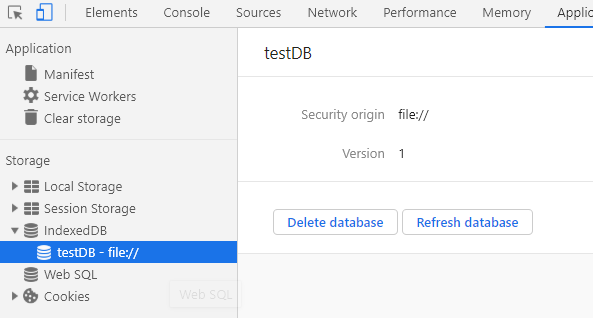 Elements Console Sources Network Performance Memory Applic
Application
Manifest
Service Workers
Clear storage
Storage
Local Storage
Session Storage
IndexedDB
testDB - file://
Web SQL
Cookies
Web SQL
testDB
Security origin file://
Version 1
Delete database Refresh database